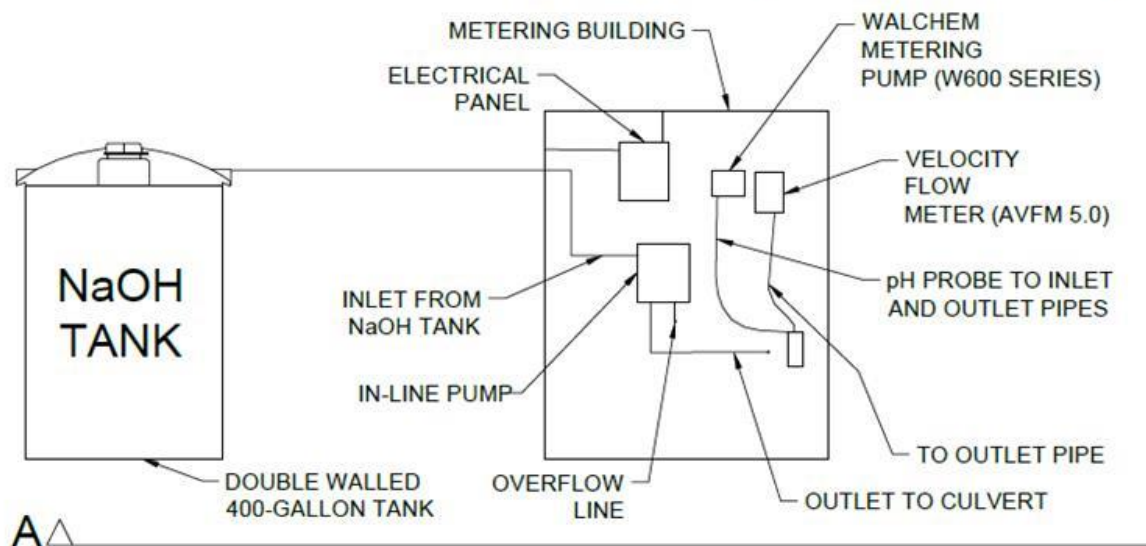 METERING BUILDING
WALCHEM
METERING
PUMP (W600 SERIES)
ELECTRICAL
PANEL
VELOCITY
FLOW
METER (AVFM 5.0)
NaOH
TANK
INLET FROM
NaOH TANK
pH PROBE TO INLET
AND OUTLET PIPES
IN-LINE PUMP
TO OUTLET PIPE
DOUBLE WALLED
400-GALLON TANK
OVERFLOW
LINE
OUTLET TO CULVERT
A